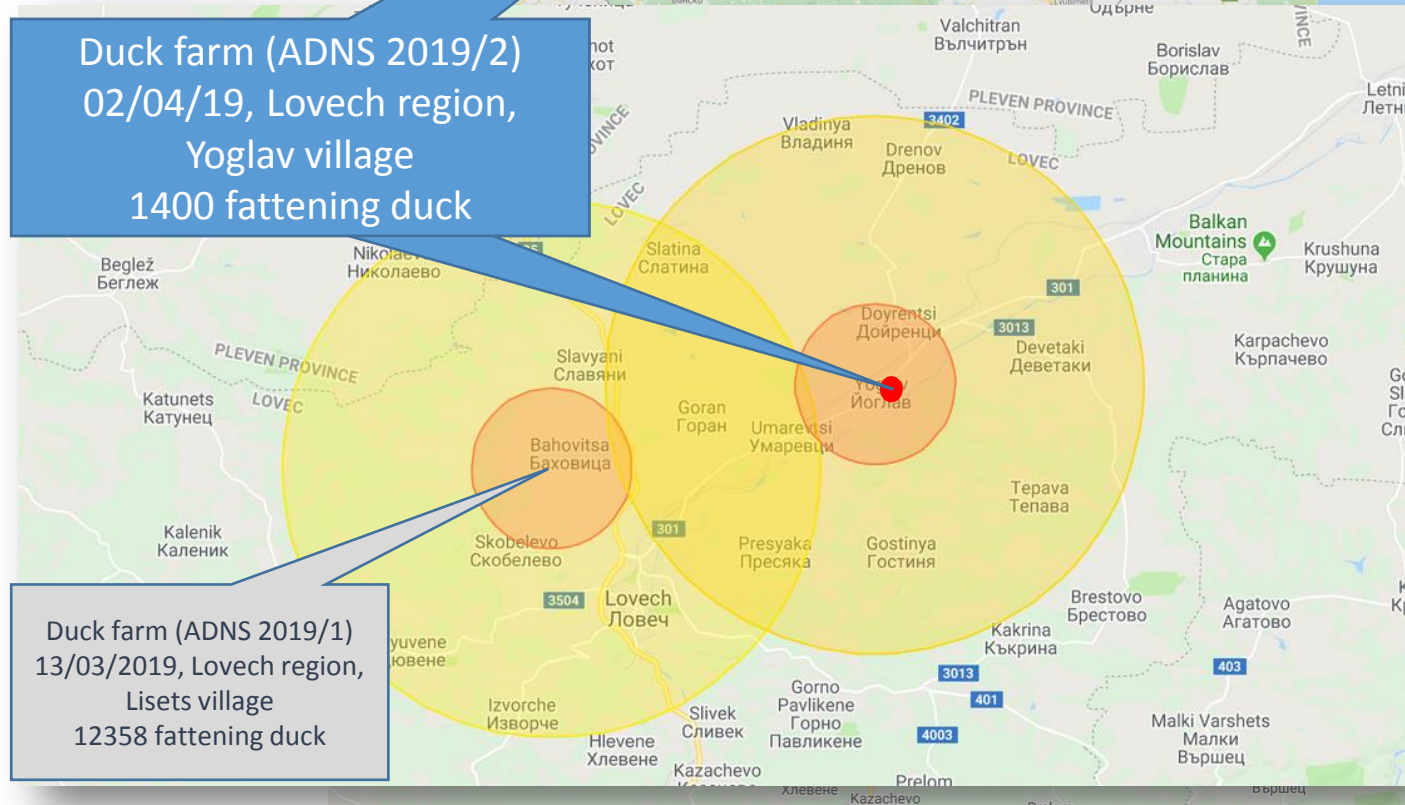 Duck farm (ADNS 2019/2)
02/04/19, Lovech region,
Yoglav village
1400 fattening duck
Duck farm (ADNS 2019/1)
13/03/2019, Lovech region,
Lisets village
12358 fattening duck
Valchitran
Вълчитрън
Borislav
Борислав
PLEVEN PROVINCE
LOVEC
3402
Vladinya
Владиня
Drenov
Дренов
LOVEC
Slatina
Слатина
Николаево
Beglež
Беглеж
Balkan
Mountains
Стара
планина
Krushuna
Крушуна
301
Doyrentsi
Дойренци
3013
Devetaki
Деветаки
Karpachevo
Кърпачево
PLEVEN PROVINCE
LOVEC
Slavyani
Славяни
Katunets
Катунец
Йоглав
Goran
Горан
Umarevtsi
Умаревци
Bahovitsa
Баховица
Tepava
Тепава
Kalenik
Каленик
Skobelevo
Скобелево
301
Presyaka
Пресяка
Gostinya
Гостиня
3504
Lovech
Ловеч
Brestovo
Брестово
Agatovo
Агатово
Kakrina
Къкрина
403
3013
401
Izvorche
Изворче
Slivek
Сливек
Gorno
Pavlikene
Горно
Павликене
4003
Malki Varshets
Малки
Вършец
Hlevene
Хлевене
Kazachevo
Prelom
Хлевене
Kazachevo
Вършец